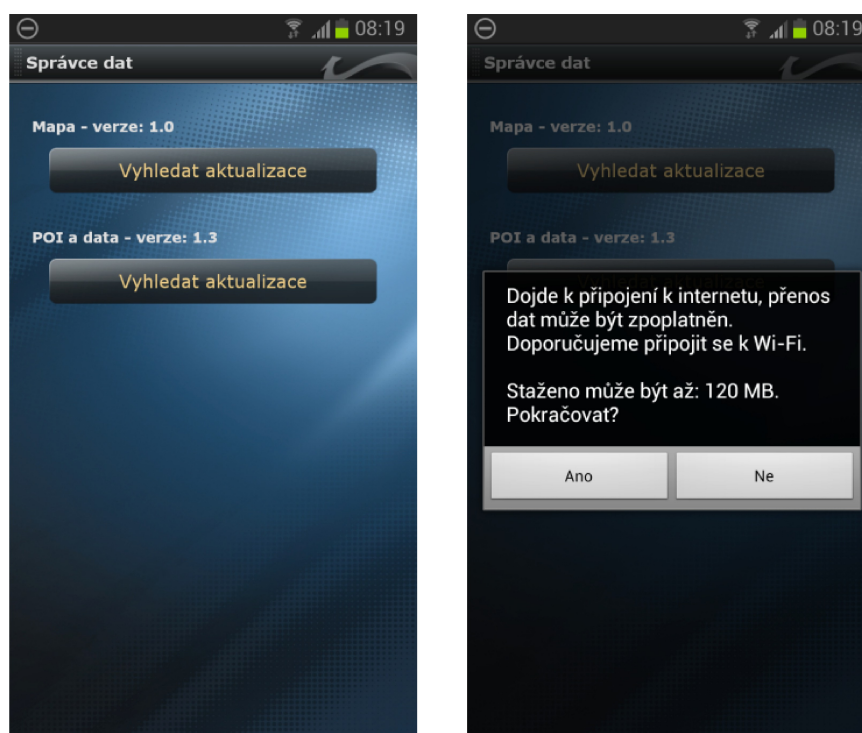 08:19
Správce dat
Mapa - verze: 1.0
Vyhledat aktualizace
POI a data - verze: 1.3
Vyhledat aktualizace
08:19
Správce dat
Mapa - verze: 1.0
Vyhledat aktualizace
POI a data - verze: 1.3
Dojde k připojení k internetu, přenos
dat může být zpoplatněn.
Doporučujeme připojit se k Wi-Fi.
Staženo může být až: 120 MB.
Pokračovat?
Ano
Ne